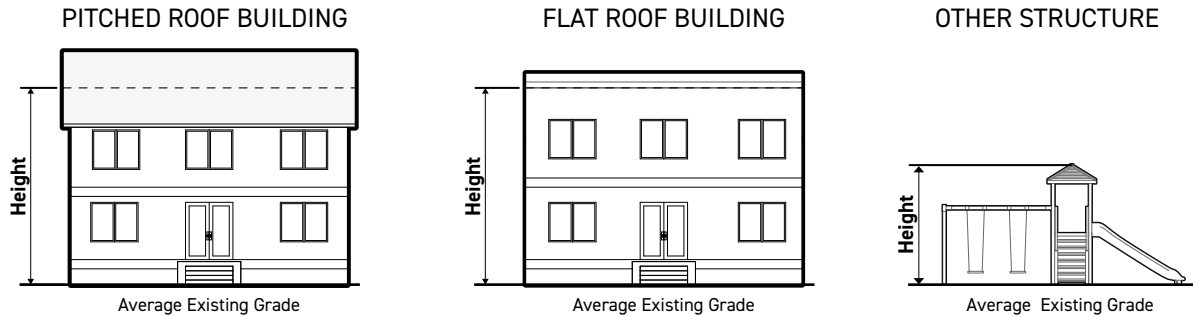 PITCHED ROOF BUILDING
FLAT ROOF BUILDING
OTHER STRUCTURE
Height
Height
Height
Average Existing Grade
Average Existing Grade
Average Existing Grade